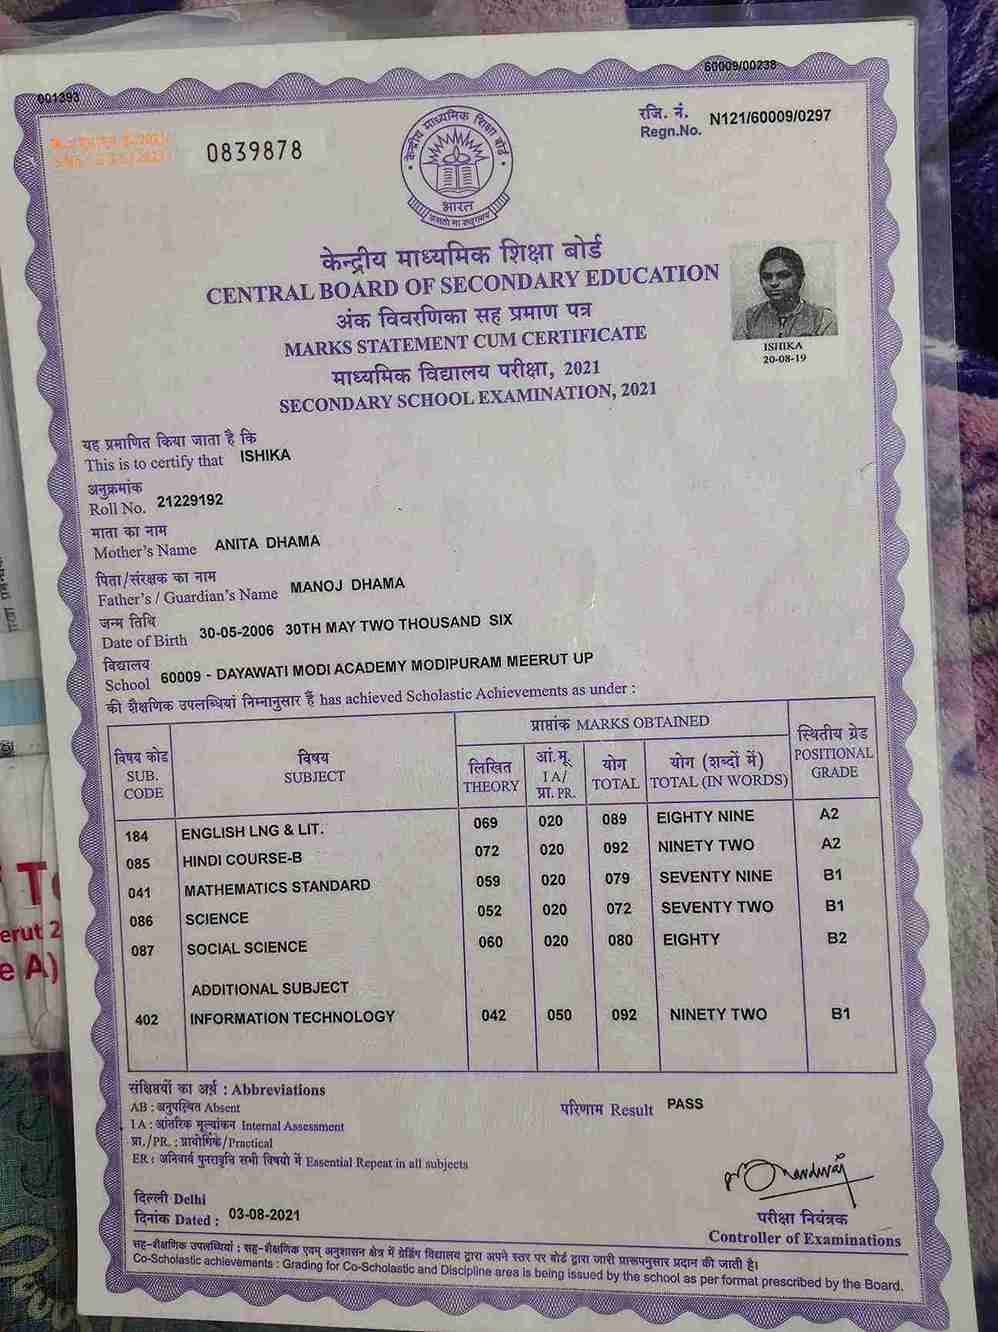 001393
60009/00238
0839878
रजि. नं.
Regn.No. N121/60009/0297
केन्द्रीय माध्यमिक शिक्षा बोर्ड
भारत
केन्द्रीय माध्यमिक शिक्षा बोर्ड
CENTRAL BOARD OF SECONDARY EDUCATION
अंक विवरणिका सह प्रमाण पत्र
MARKS STATEMENT CUM CERTIFICATE
माध्यमिक विद्यालय परीक्षा, 2021
SECONDARY SCHOOL EXAMINATION, 2021
ISHIKA
20-08-19
यह प्रमाणित किया जाता है कि
This is to certify that ISHIKA
अनुक्रमांक
Roll No. 21229192
माता का नाम
Mother's Name ANITA DHAMA
पिता/संरक्षक का नाम
Father's / Guardian's Name MANOJ DHAMA
जन्म तिथि
Date of Birth 30-05-2006 30TH MAY TWO THOUSAND SIX
विद्यालय
School 60009 - DAYAWATI MODI ACADEMY MODIPURAM MEERUT UP
की शैक्षणिक उपलब्धियां निम्नानुसार हैं has achieved Scholastic Achievements as under :
विषय कोड
SUB.
CODE
विषय
SUBJECT
प्राप्तांक MARKS OBTAINED
लिखित
THEORY
आं.मू.
I A/
प्रा. PR.
योग
TOTAL
योग (शब्दों में)
TOTAL (IN WORDS)
स्थितीय ग्रेड
POSITIONAL
GRADE
184 ENGLISH LNG & LIT. 069 020 089 EIGHTY NINE A2
085 HINDI COURSE-B 072 020 092 NINETY TWO A2
041 MATHEMATICS STANDARD 059 020 079 SEVENTY NINE B1
086 SCIENCE 052 020 072 SEVENTY TWO B1
087 SOCIAL SCIENCE 060 020 080 EIGHTY B2
ADDITIONAL SUBJECT
402 INFORMATION TECHNOLOGY 042 050 092 NINETY TWO B1
संक्षिप्तियों का अर्थ : Abbreviations
AB : अनुपस्थित Absent
I A : आंतरिक मूल्यांकन Internal Assessment
प्रा./PR. : प्रायोगिक/Practical
ER : अनिवार्य पुनरावृत्ति सभी विषयो में Essential Repeat in all subjects
परिणाम Result PASS
दिल्ली Delhi
दिनांक Dated : 03-08-2021
परीक्षा नियंत्रक
Controller of Examinations
सह-शैक्षणिक उपलब्धियां : सह-शैक्षणिक एवम् अनुशासन क्षेत्र में ग्रेडिंग विद्यालय द्वारा अपने स्तर पर बोर्ड द्वारा जारी प्रारूपनुसार प्रदान की जाती है।
Co-Scholastic achievements : Grading for Co-Scholastic and Discipline area is being issued by the school as per format prescribed by the Board.
erut 2
e A)